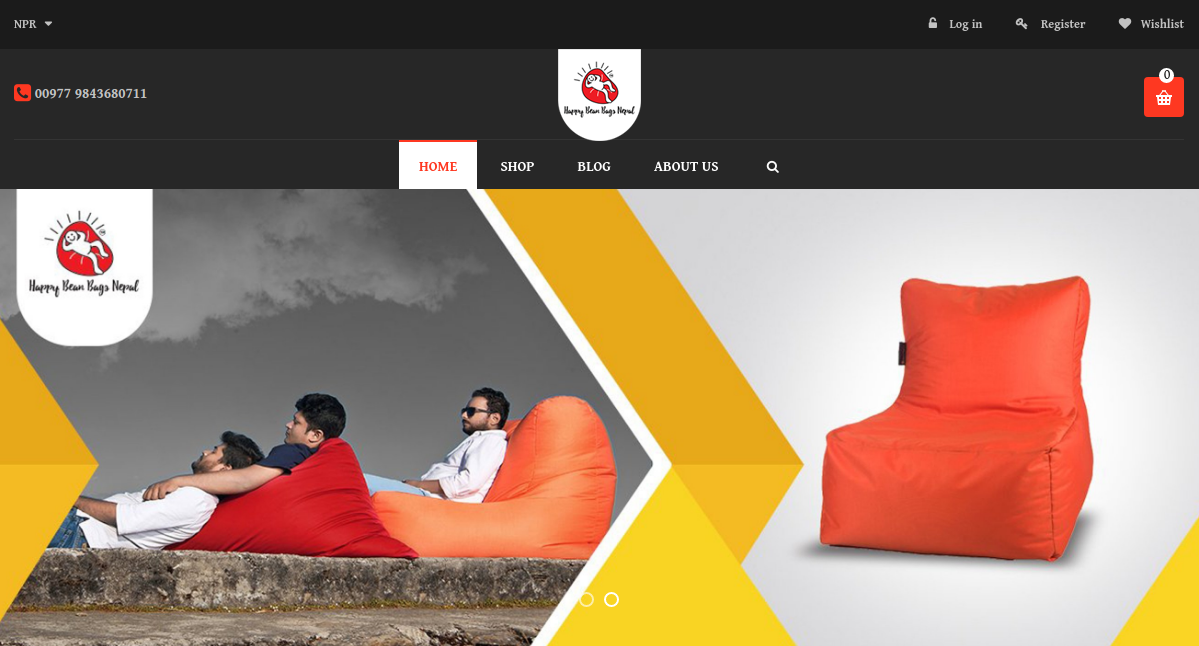 NPR
Log in
Register
Wishlist
00977 9843680711
Happy Bean Bags Nepal
0
HOME
SHOP
BLOG
ABOUT US
Happy Bean Bags Nepal